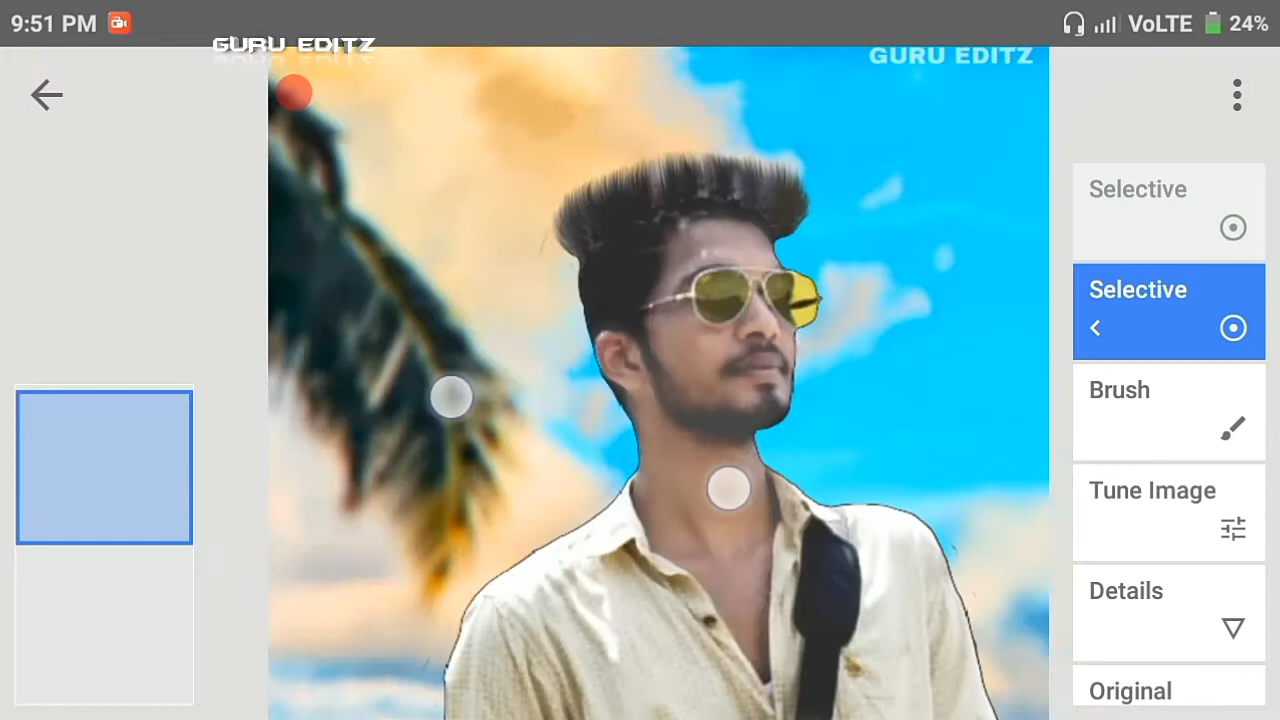 9:51 PM
VoLTE 24%
GURU EDITZ
GURU EDITZ
Selective
Selective
Brush
Tune Image
Details
Original